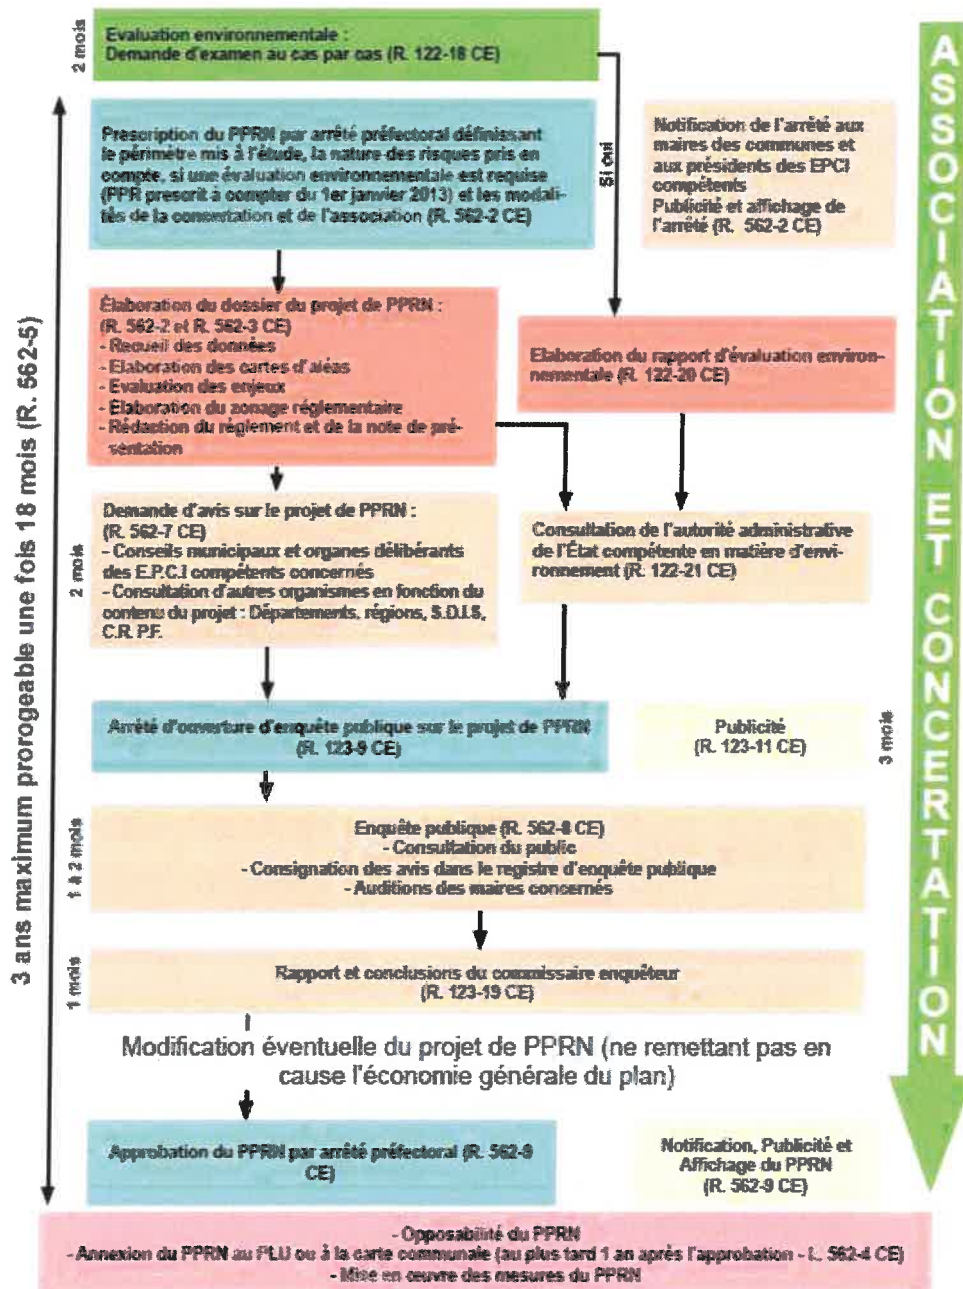 2 mois
Evaluation environnementale :
Demande d'examen au cas par cas (R. 122-18 CE)
Si oui
Prescription du PPRN par arrêté préfectoral définissant
le périmètre mis à l'étude, la nature des risques pris en
compte, si une évaluation environnementale est requise
(PPR prescrit à compter du 1er janvier 2013) et les modali-
tés de la concertation et de l'association (R. 562-2 CE)
Notification de l'arrêté aux
maires des communes et
aux présidents des EPCI
compétents
Publicité et affichage de
l'arrêté (R. 562-2 CE)
Élaboration du dossier du projet de PPRN :
(R. 562-2 et R. 562-3 CE)
- Recueil des données
- Elaboration des cartes d'aléas
- Evaluation des enjeux
- Élaboration du zonage réglementaire
- Rédaction du réglement et de la note de pré-
sentation
Elaboration du rapport d'évaluation environ-
nementale (R. 122-20 CE)
2 mois
Demande d'avis sur le projet de PPRN :
(R. 562-7 CE)
- Conseils municipaux et organes délibérants
des E.P.C.I compétents concernés
- Consultation d'autres organismes en fonction du
contenu du projet : Départements, régions, S.D.I.S,
C.R.P.F.
Consultation de l'autorité administrative
de l'État compétente en matière d'envi-
ronnement (R. 122-21 CE)
Arrêté d'ouverture d'enquête publique sur le projet de PPRN
(R. 123-9 CE)
Publicité
(R. 123-11 CE)
3 mois
1 à 2 mois
Enquête publique (R. 562-8 CE)
- Consultation du public
- Consignation des avis dans le registre d'enquête publique
- Auditions des maires concernés
1 mois
Rapport et conclusions du commissaire enquêteur
(R. 123-19 CE)
Modification éventuelle du projet de PPRN (ne remettant pas en
cause l'économie générale du plan)
Approbation du PPRN par arrêté préfectoral (R. 562-9
CE)
Notification, Publicité et
Affichage du PPRN
(R. 562-9 CE)
- Opposabilité du PPRN
- Annexion du PPRN au PLU ou à la carte communale (au plus tard 1 an après l'approbation - L. 562-4 CE)
- Mise en œuvre des mesures du PPRN
3 ans maximum prorogeable une fois 18 mois (R. 562-5)
ASSOCIATION ET CONCERTATION